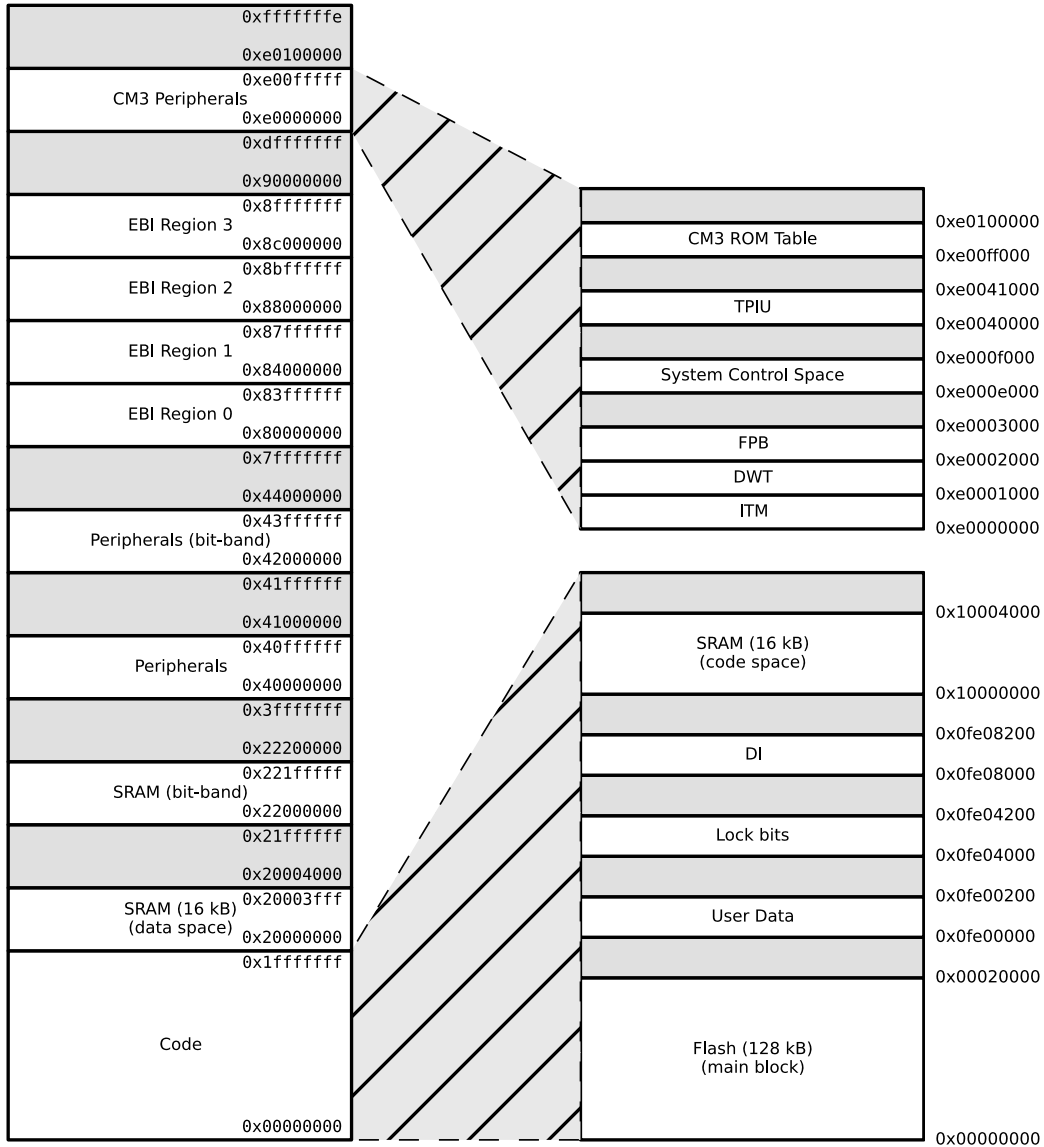 0xfffffffe
0xe0100000
0xe00fffff
CM3 Peripherals
0xe0000000
0xdfffffff
0x90000000
0x8fffffff
EBI Region 3
0x8c000000
0x8bffffff
EBI Region 2
0x88000000
0x87ffffff
EBI Region 1
0x84000000
0x83ffffff
EBI Region 0
0x80000000
0x7fffffff
0x44000000
0x43ffffff
Peripherals (bit-band)
0x42000000
0x41ffffff
0x41000000
0x40ffffff
Peripherals
0x40000000
0x3fffffff
0x22200000
0x221fffff
SRAM (bit-band)
0x22000000
0x21ffffff
0x20004000
0x20003fff
SRAM (16 kB)
(data space)
0x20000000
0x1fffffff
Code
0x00000000
0xe0100000
CM3 ROM Table
0xe00ff000
0xe0041000
TPIU
0xe0040000
0xe000f000
System Control Space
0xe000e000
0xe0003000
FPB
0xe0002000
DWT
0xe0001000
ITM
0xe0000000
0x10004000
SRAM (16 kB)
(code space)
0x10000000
0x0fe08200
DI
0x0fe08000
0x0fe04200
Lock bits
0x0fe04000
0x0fe00200
User Data
0x0fe00000
0x00020000
Flash (128 kB)
(main block)
0x00000000